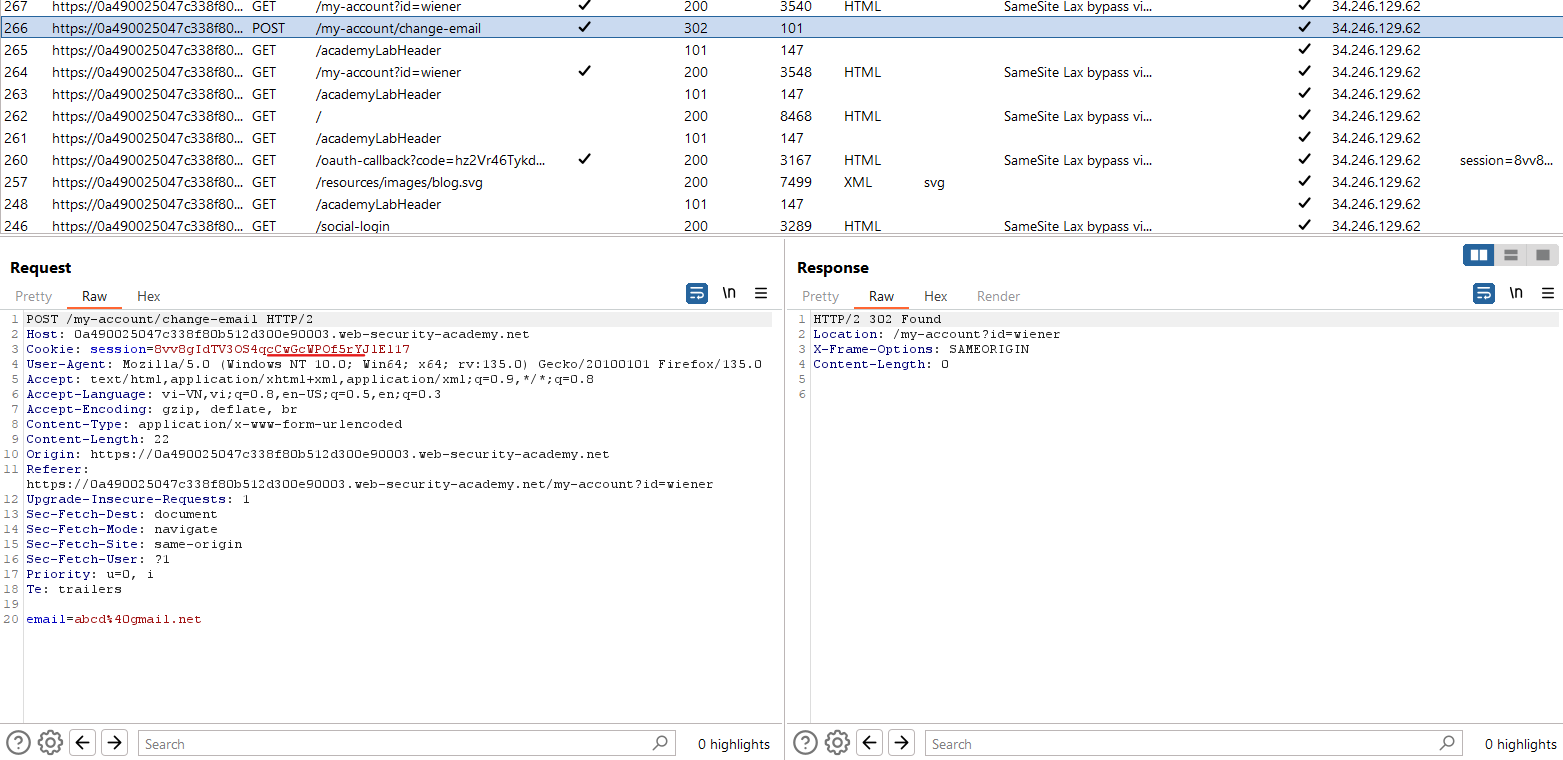 267 https://0a490025047c338f80... GET /my-account?id=wiener ✓ 200 3540 HTML SameSite Lax bypass vi... ✓ 34.246.129.62
266 https://0a490025047c338f80... POST /my-account/change-email ✓ 302 101 ✓ 34.246.129.62
265 https://0a490025047c338f80... GET /academyLabHeader 101 147 ✓ 34.246.129.62
264 https://0a490025047c338f80... GET /my-account?id=wiener ✓ 200 3548 HTML SameSite Lax bypass vi... ✓ 34.246.129.62
263 https://0a490025047c338f80... GET /academyLabHeader 101 147 ✓ 34.246.129.62
262 https://0a490025047c338f80... GET / 200 8468 HTML SameSite Lax bypass vi... ✓ 34.246.129.62
261 https://0a490025047c338f80... GET /academyLabHeader 101 147 ✓ 34.246.129.62
260 https://0a490025047c338f80... GET /oauth-callback?code=hz2Vr46Tykd... ✓ 200 3167 HTML SameSite Lax bypass vi... ✓ 34.246.129.62 session=8vv8...
257 https://0a490025047c338f80... GET /resources/images/blog.svg 200 7499 XML svg ✓ 34.246.129.62
248 https://0a490025047c338f80... GET /academyLabHeader 101 147 ✓ 34.246.129.62
246 https://0a490025047c338f80... GET /social-login 200 3289 HTML SameSite Lax bypass vi... ✓ 34.246.129.62
Request
Pretty Raw Hex \n
1 POST /my-account/change-email HTTP/2
2 Host: 0a490025047c338f80b512d300e90003.web-security-academy.net
3 Cookie: session=8vv8gIdTV3OS4qcCwGcWPOf5rYJlEl17
4 User-Agent: Mozilla/5.0 (Windows NT 10.0; Win64; x64; rv:135.0) Gecko/20100101 Firefox/135.0
5 Accept: text/html,application/xhtml+xml,application/xml;q=0.9,*/*;q=0.8
6 Accept-Language: vi-VN,vi;q=0.8,en-US;q=0.5,en;q=0.3
7 Accept-Encoding: gzip, deflate, br
8 Content-Type: application/x-www-form-urlencoded
9 Content-Length: 22
10 Origin: https://0a490025047c338f80b512d300e90003.web-security-academy.net
11 Referer:
https://0a490025047c338f80b512d300e90003.web-security-academy.net/my-account?id=wiener
12 Upgrade-Insecure-Requests: 1
13 Sec-Fetch-Dest: document
14 Sec-Fetch-Mode: navigate
15 Sec-Fetch-Site: same-origin
16 Sec-Fetch-User: ?1
17 Priority: u=0, i
18 Te: trailers
19
20 email=abcd%40gmail.net
Search 0 highlights
Response
Pretty Raw Hex Render \n
1 HTTP/2 302 Found
2 Location: /my-account?id=wiener
3 X-Frame-Options: SAMEORIGIN
4 Content-Length: 0
5
6
Search 0 highlights